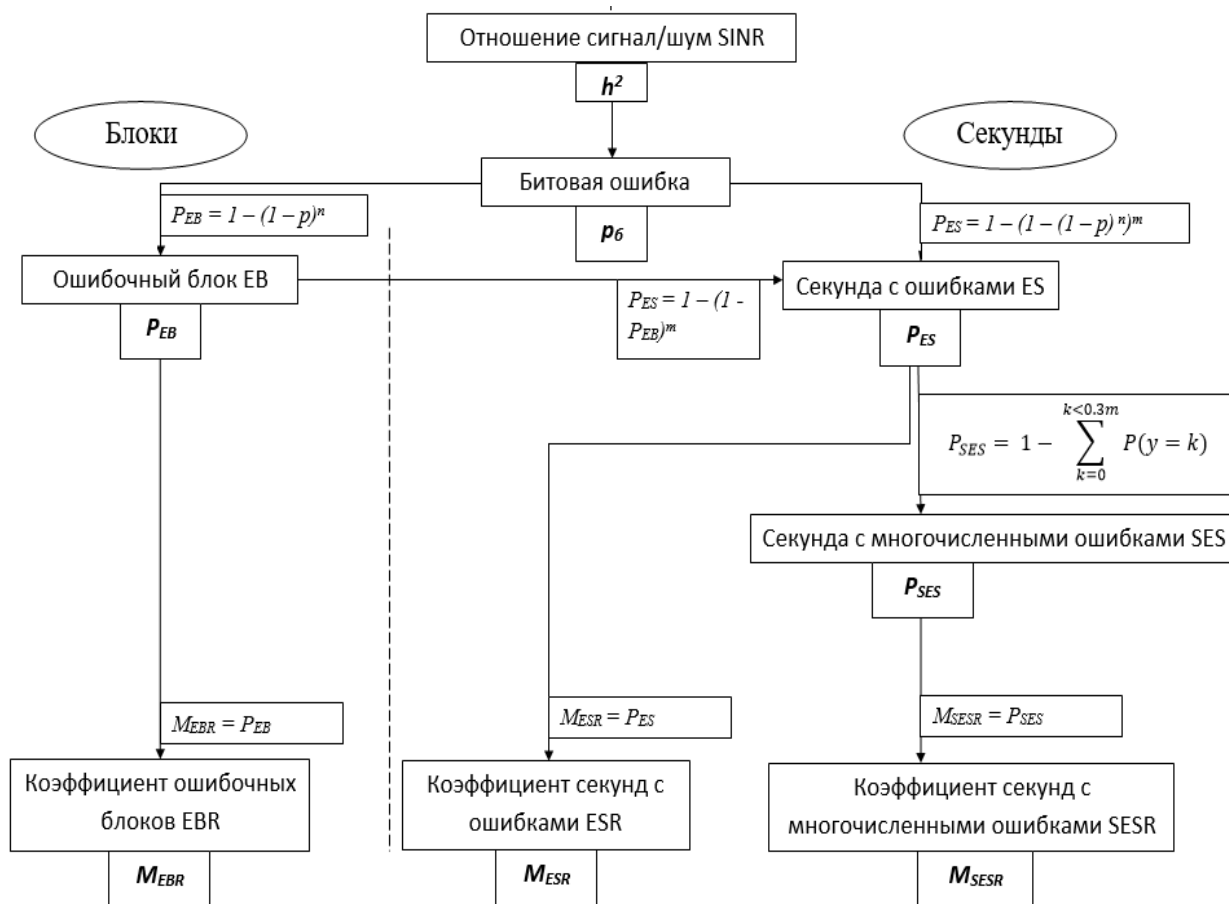 Отношение сигнал/шум SINR
h²
Блоки
Секунды
Битовая ошибка
pб
P_EB = 1 – (1 – p)ⁿ
P_ES = 1 – (1 – (1 – p) ⁿ)ᵐ
Ошибочный блок EB
P_EB
P_ES = 1 – (1 -
P_EB)ᵐ
Секунда с ошибками ES
P_ES
k<0.3m
P_SES = 1 − ∑ P(y = k)
k=0
Секунда с многочисленными ошибками SES
P_SES
M_EBR = P_EB
M_ESR = P_ES
M_SESR = P_SES
Коэффициент ошибочных
блоков EBR
M_EBR
Коэффициент секунд с
ошибками ESR
M_ESR
Коэффициент секунд с
многочисленными ошибками SESR
M_SESR